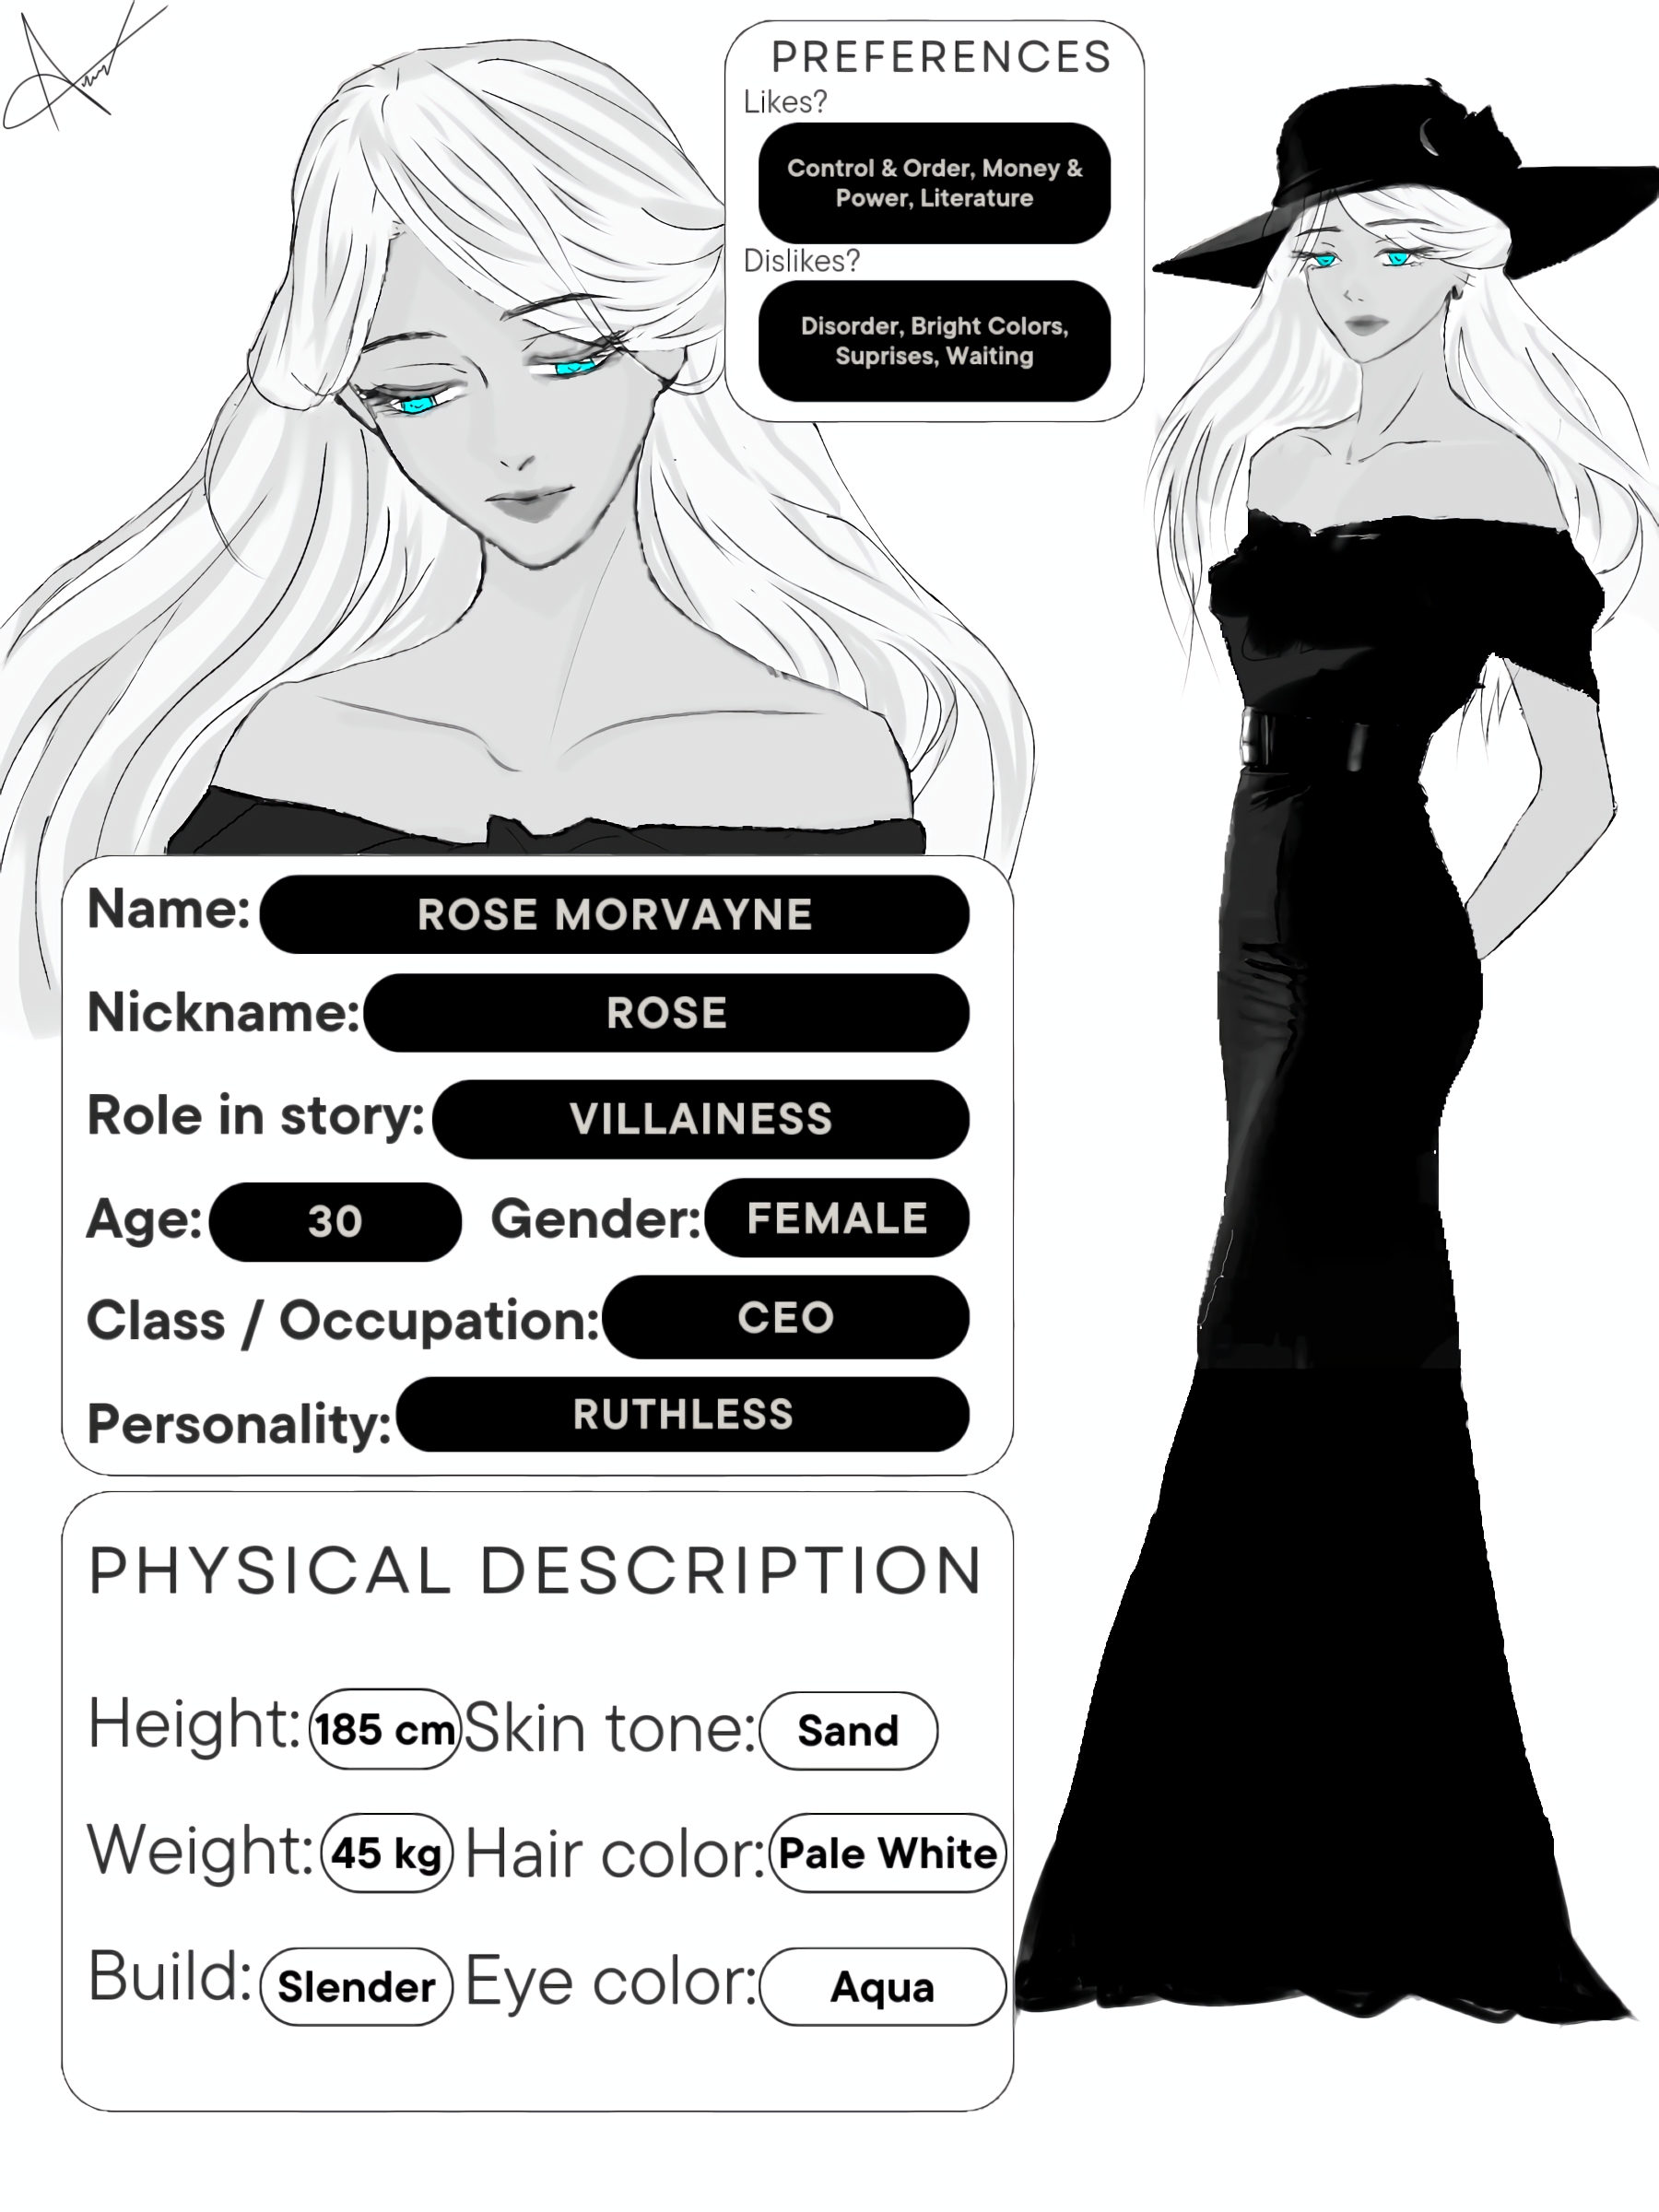 PREFERENCES
Likes?
Control & Order, Money &
Power, Literature
Dislikes?
Disorder, Bright Colors,
Suprises, Waiting
Name: ROSE MORVAYNE
Nickname: ROSE
Role in story: VILLAINESS
Age: 30 Gender: FEMALE
Class / Occupation: CEO
Personality: RUTHLESS
PHYSICAL DESCRIPTION
Height: 185 cm Skin tone: Sand
Weight: 45 kg Hair color: Pale White
Build: Slender Eye color: Aqua